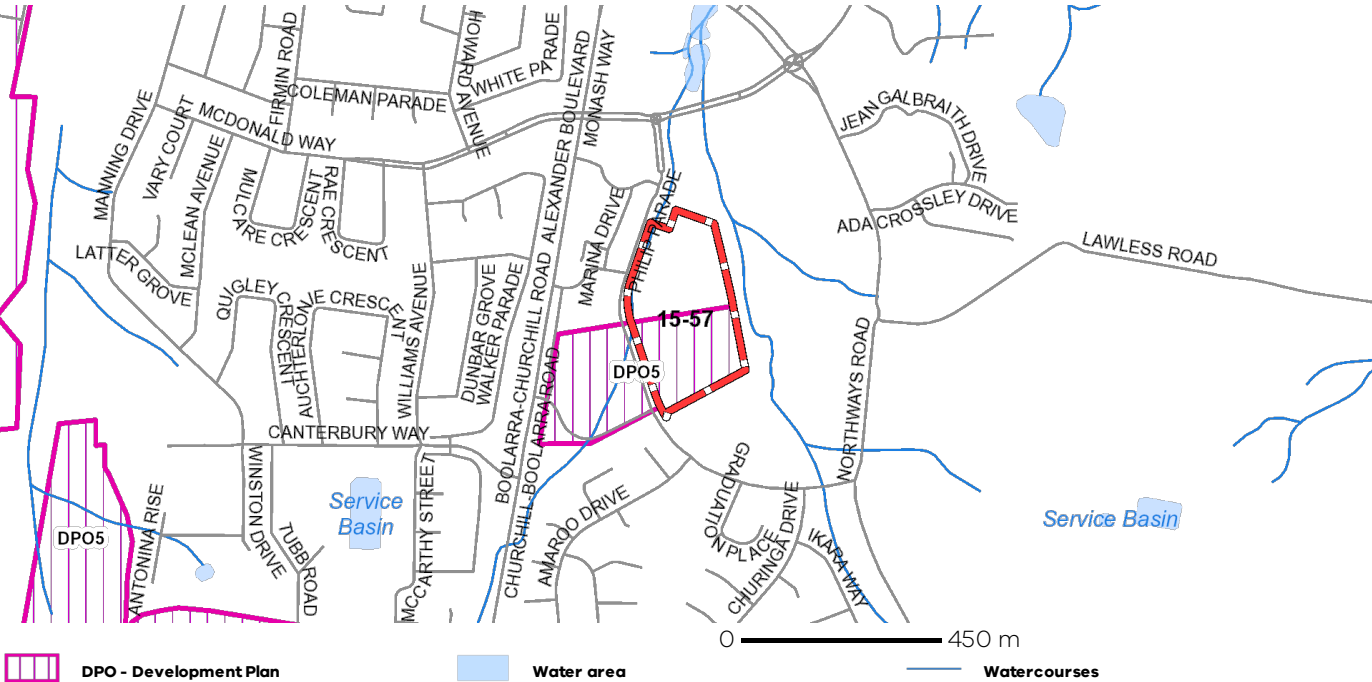 HOWARD AVENUE
WHITE PARADE
FIRMIN ROAD
COLEMAN PARADE
MCDONALD WAY
MANNING DRIVE
VARY COURT
MCLEAN AVENUE
MULCARE CRESCENT
RAE CRESCENT
ALEXANDER BOULEVARD
MONASH WAY
JEAN GALBRAITH DRIVE
ADA CROSSLEY DRIVE
LAWLESS ROAD
LATTER GROVE
MARINA DRIVE
PHILIP PARADE
QUIGLEY CRESCENT
AUCHTERLONIE CRESCENT
WILLIAMS AVENUE
DUNBAR GROVE
WALKER PARADE
BOOLARRA-CHURCHILL ROAD
CHURCHILL-BOOLARRA ROAD
15-57
DPO5
NORTHWAYS ROAD
CANTERBURY WAY
WINSTON DRIVE
TUBB ROAD
ANTONINA RISE
DPO5
Service
Basin
MCCARTHY STREET
AMAROO DRIVE
GRADUATION PLACE
CHURINGA DRIVE
IKARA WAY
Service Basin
0 450 m
DPO - Development Plan
Water area
Watercourses